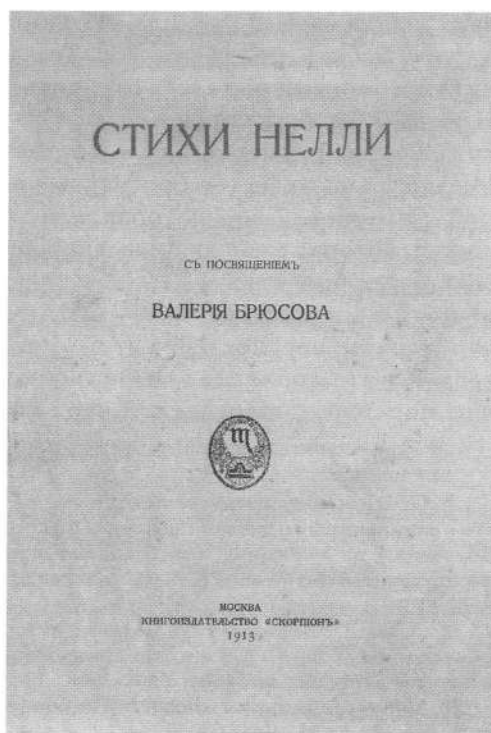 СТИХИ НЕЛЛИ
СЪ ПОСВЯЩЕНІЕМЪ
ВАЛЕРІЯ БРЮСОВА
МОСКВА
КНИГОИЗДАТЕЛЬСТВО «СКОРПІОНЪ»
1913